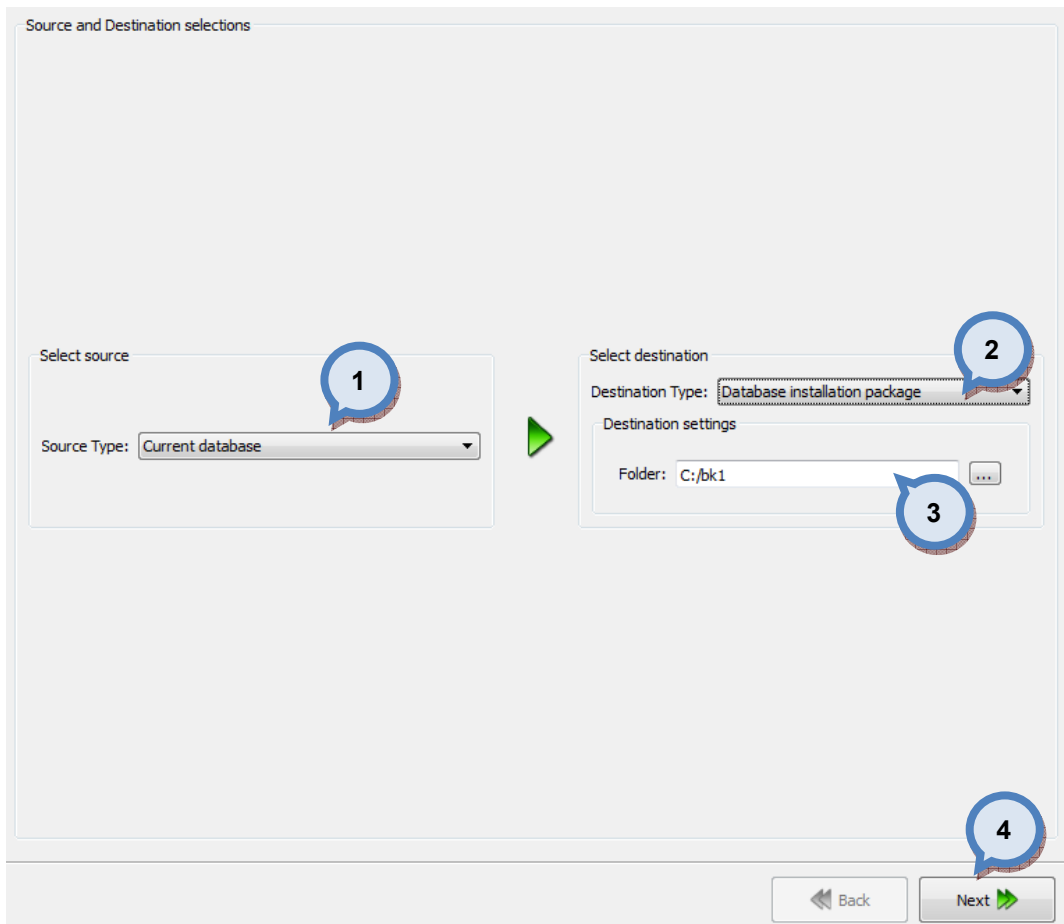 Source and Destination selections
Select source
1
Source Type: Current database
Select destination
2
Destination Type: Database installation package
Destination settings
Folder: C:/bk1 ...
3
4
Back
Next